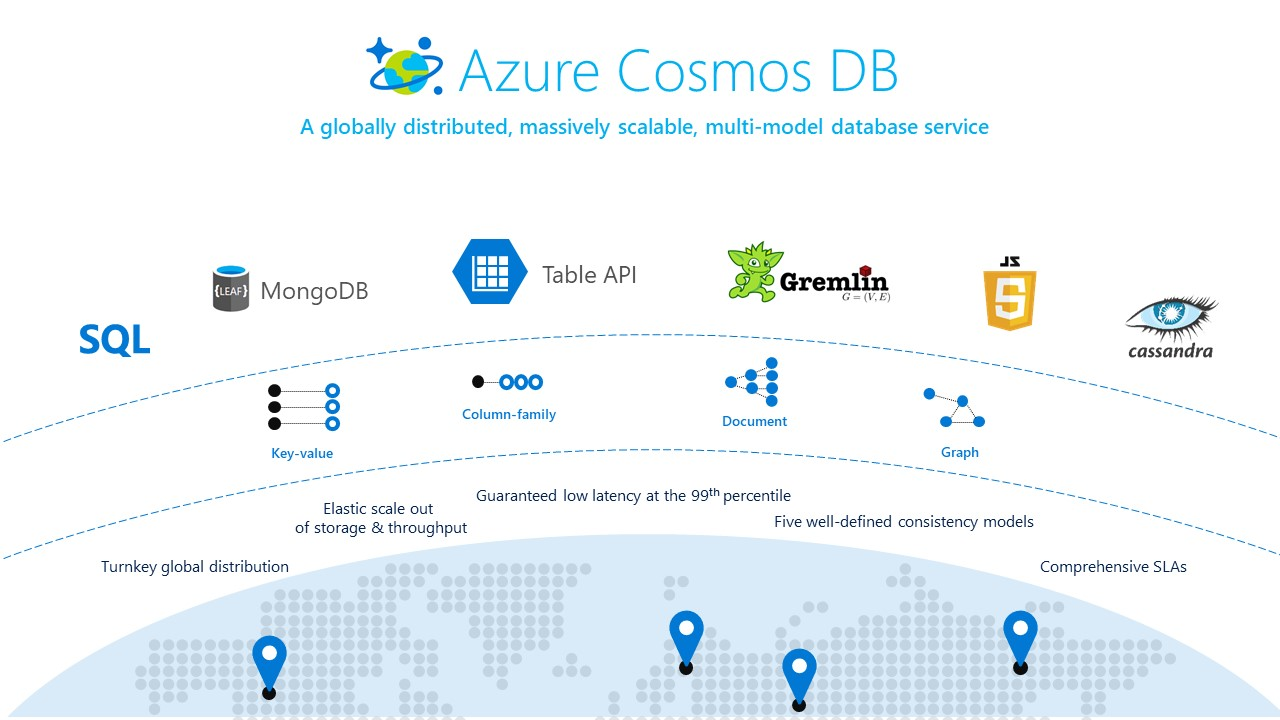 Azure Cosmos DB
A globally distributed, massively scalable, multi-model database service
SQL
{LEAF} MongoDB
Table API
Gremlin
G = (V, E)
JS
5
cassandra
Key-value
Column-family
Document
Graph
Turnkey global distribution
Elastic scale out
of storage & throughput
Guaranteed low latency at the 99th percentile
Five well-defined consistency models
Comprehensive SLAs